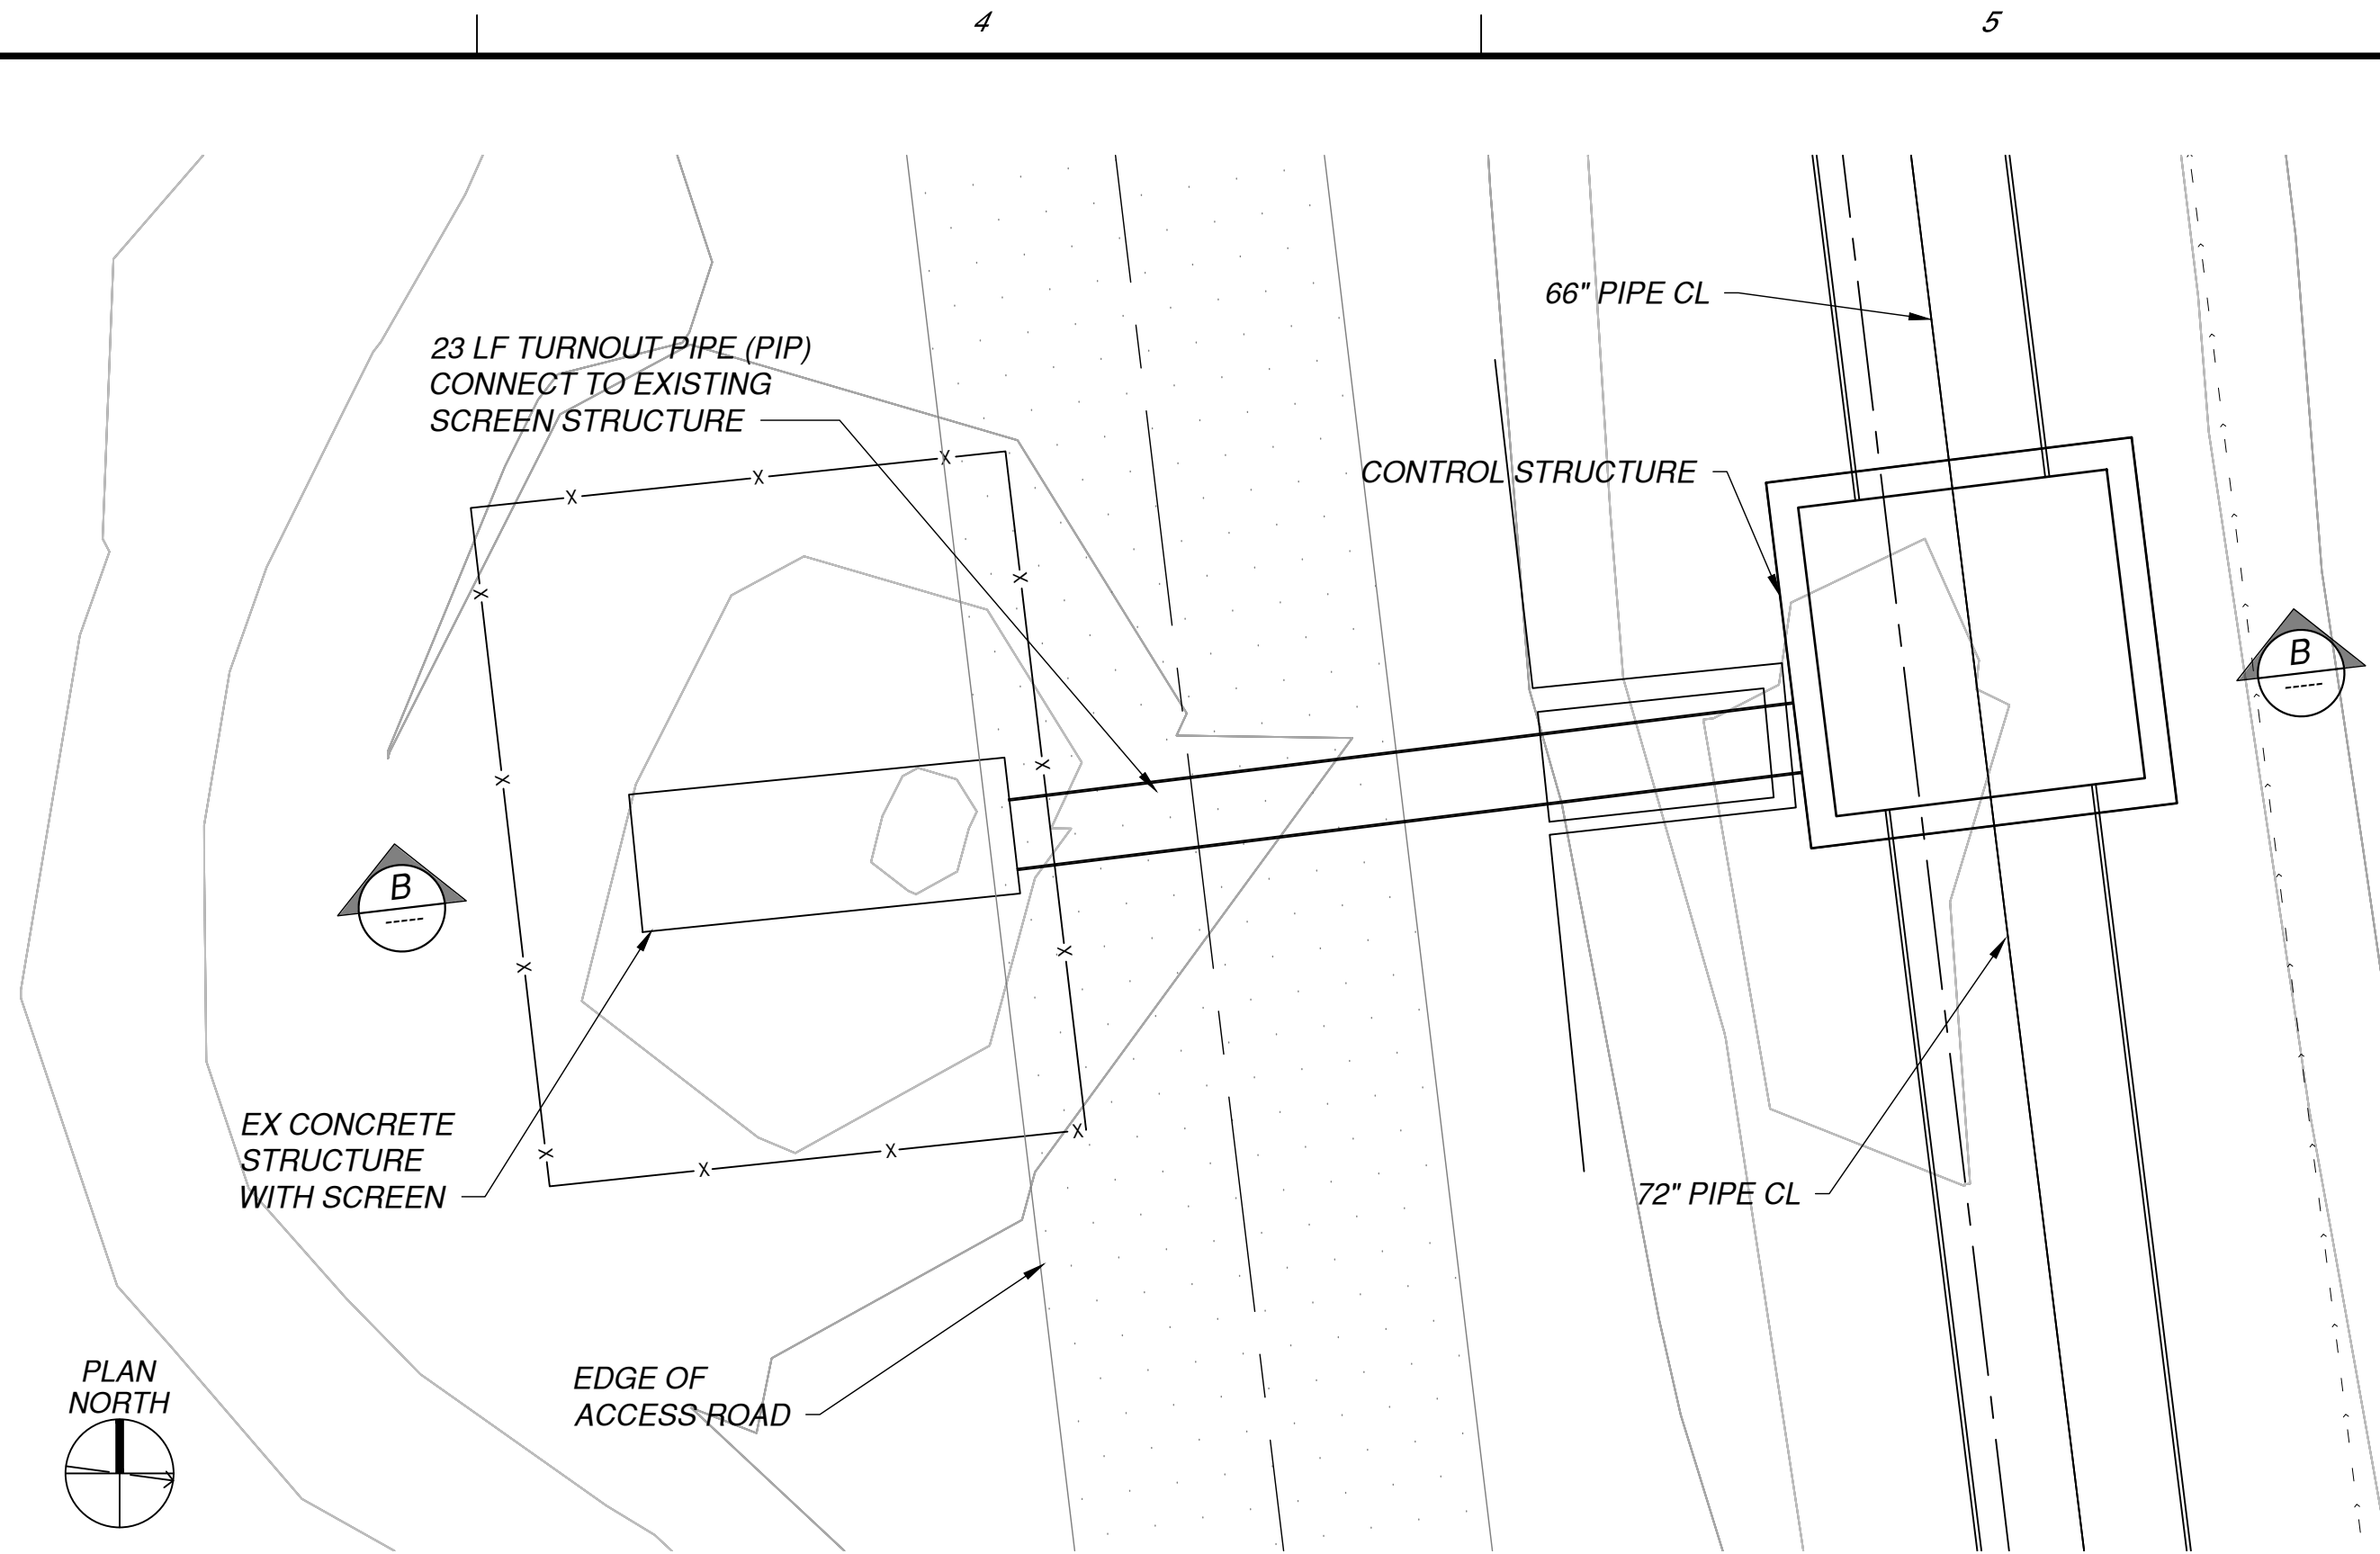 4
5
66" PIPE CL
23 LF TURNOUT PIPE (PIP)
CONNECT TO EXISTING
SCREEN STRUCTURE
CONTROL STRUCTURE
B
B
EX CONCRETE
STRUCTURE
WITH SCREEN
72" PIPE CL
EDGE OF
ACCESS ROAD
PLAN
NORTH